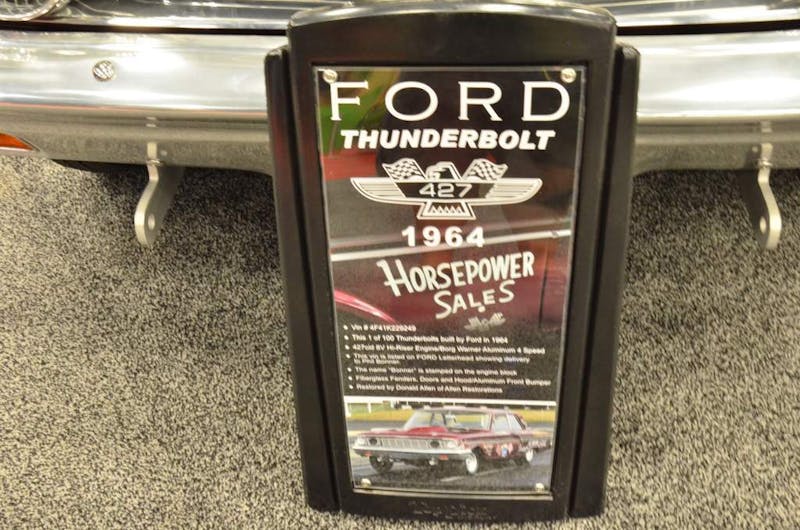 FORD
THUNDERBOLT
427
1964
HORSEPOWER
SALES
• Vin # 4F41K229249
• This 1 of 100 Thunderbolts built by Ford in 1964
• 427cid 8V Hi-Riser Engine/Borg Warner Aluminum 4 Speed
• This vin is listed on FORD Letterhead showing delivery
to Phil Bonner.
• The name "Bonner" is stamped on the engine block
• Fiberglass Fenders, Doors and Hood/Aluminum Front Bumper
• Restored by Donald Allen of Allen Restorations